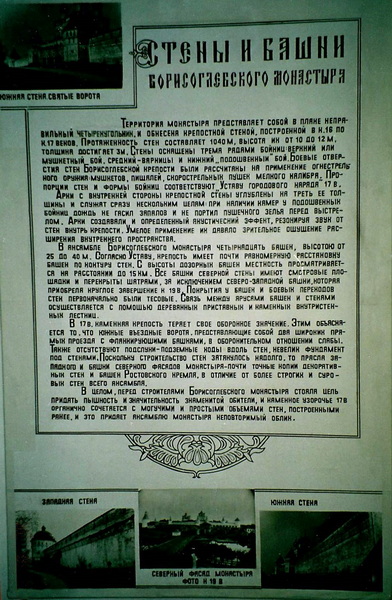 Южная стена Святые ворота
Стены и башни
Борисоглебского монастыря
Территория монастыря представляет собой в плане непра-
вильный четыреугольник, и обнесена крепостной стеной, построенной в н.16 по
к.17 веков. Протяженность стен составляет 1040 м, высота их от 10 до 12 м,
толщина достигает 3м. Стены оснащены тремя рядами бойниц: верхний или
мушкетный бой, средний-варницы и нижний „подошвенный" бой. Боевые отвер-
стия стен Борисоглебской крепости были рассчитаны на применение огнестрель-
ного оружия-мушкетов, пищалей, скорострельных пушек мелкого калибра. Про-
порции стен и формы бойниц соответствуют Уставу городового наряда 17 в.
Арки с внутренней стороны крепостной стены углублены на треть ее тол-
щины и служат сразу нескольким целям: при наличии камер у подошвенных
бойниц дождь не гасил запалов и не портил пушечного зелья перед выстре-
лом. Арки создавали, и определенный акустический эффект, резонируя звук от
стен внутрь крепости. Умелое применение их давало зрительное ощущение рас-
ширения внутреннего пространства.
В ансамбле Борисоглебского монастыря четырнадцать башен, высотою от
25 до 40 м. Согласно Уставу, крепость имеет почти равномерную расстановку
башен по контуру стен. С высоты дозорных башен местность просматривает-
ся на расстоянии до 15 км. Все башни северной стены имеют смотровые пло-
щадки и перекрыты шатрами, за исключением северо-западной башни, которая
приобрела круглое завершение в 19 в. Покрытия у башен и боевых переходов
стен первоначально были тесовые. Связь между ярусами башен и стенами
осуществляется с помощью деревянных приставных и каменных внутристен-
ных лестниц.
В 17 в. каменная крепость теряет свое оборонное значение. Этим объясня-
ется то, что южные въездные ворота, представляющие собой два широких пря-
мых проезда с фланкирующими башнями, в оборонительном отношении слабы.
Также отсутствуют подслухи-подземные ходы вдоль стен, невелик фундамент
под стенами. Поскольку строительство стен затянулось надолго, то прясла за-
падного и башни северного фасадов монастыря-почти точные копии декоратив-
ных стен и башен Ростовского кремля, в отличие от более строгих и суро-
вых стен всего ансамбля.
В целом, перед строителями Борисоглебского монастыря стояла цель
придать пышность и значительность знаменитой обители, и каменное узорочье 17 в
органично сочетается с могучими и простыми объемами стен, построенными
ранее, и это придает ансамблю монастыря неповторимый облик.
Западная стена
Южная стена
Северный фасад монастыря
фото н 19 в